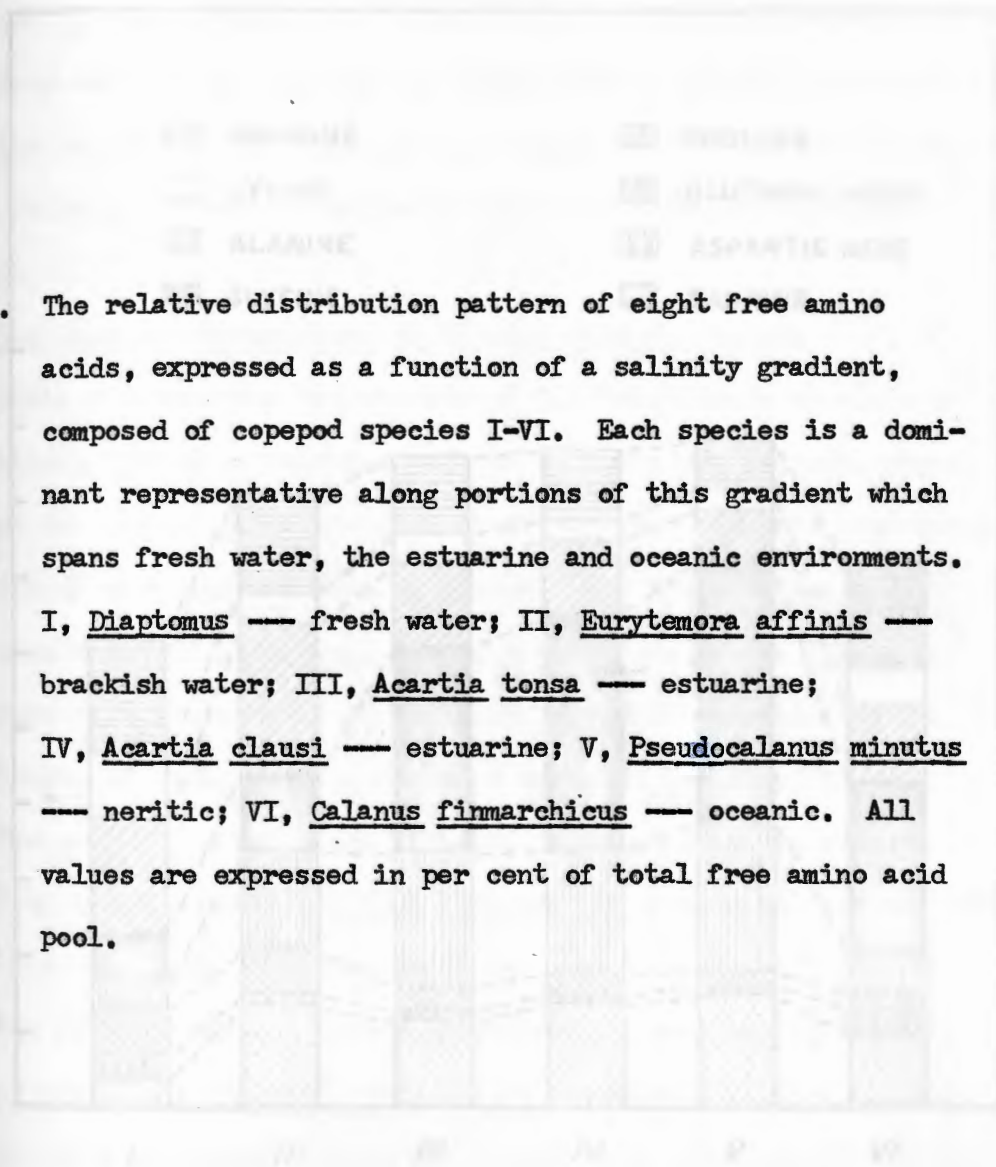 . The relative distribution pattern of eight free amino
acids, expressed as a function of a salinity gradient,
composed of copepod species I-VI. Each species is a domi-
nant representative along portions of this gradient which
spans fresh water, the estuarine and oceanic environments.
I, Diaptomus — fresh water; II, Eurytemora affinis —
brackish water; III, Acartia tonsa — estuarine;
IV, Acartia clausi — estuarine; V, Pseudocalanus minutus
— neritic; VI, Calanus finmarchicus — oceanic. All
values are expressed in per cent of total free amino acid
pool.
ALANINE
ASPARTIC ACID